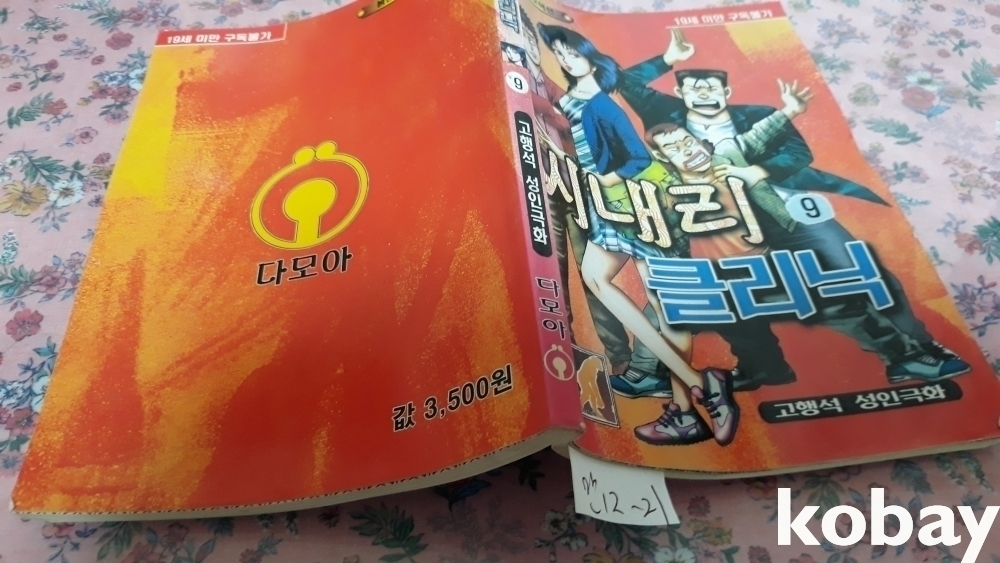 19세 미만 구독불가
다모아
값 3,500원
9
고행석 성인극화
다모아
19세 미만 구독불가
시내리
9
클리닉
고행석 성인극화
12~21
kobay